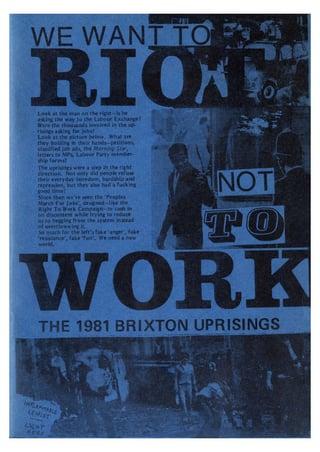 WE WANT TO
RIOT
Look at the man on the right—is he
asking the way to the Labour Exchange?
Were the thousands involved in the up-
risings asking for jobs?
Look at the picture below. What are
they holding in their hands—petitions,
classified job ads, the Morning Star,
letters to MPs, Labour Party member-
ship forms?
The uprisings were a step in the right
direction. Not only did people refuse
their everyday boredom, hardship and
repression, but they also had a fucking
good time!
Since then we've seen the 'Peoples
March For Jobs', designed—like the
Right To Work Campaign—to cash in
on discontent while trying to reduce
us to begging from the system instead
of overthrowing it.
So much for the left's fake 'anger', fake
'resistance', fake 'fun'. We need a new
world.
NOT
TO
WORK
THE 1981 BRIXTON UPRISINGS
INFLAMMABLE
LIGHT
HERE